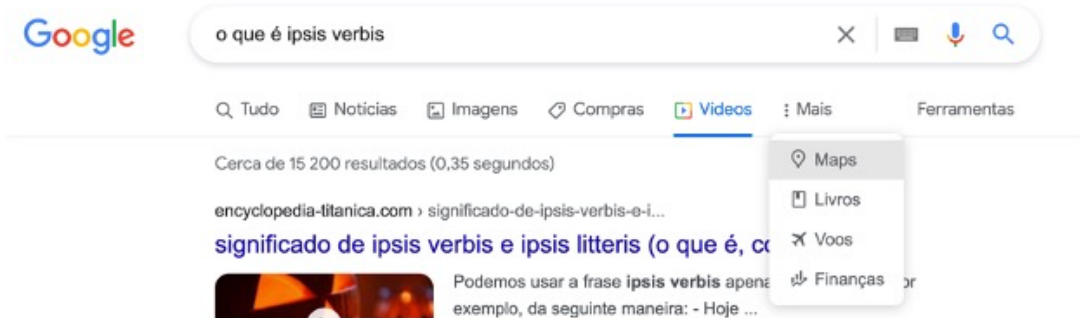 Google
o que é ipsis verbis
Tudo Notícias Imagens Compras Vídeos Mais Ferramentas
Maps
Livros
Voos
Finanças
Cerca de 15 200 resultados (0,35 segundos)
encyclopedia-titanica.com › significado-de-ipsis-verbis-e-i...
significado de ipsis verbis e ipsis litteris (o que é, co
Podemos usar a frase ipsis verbis apena or
exemplo, da seguinte maneira: - Hoje ...